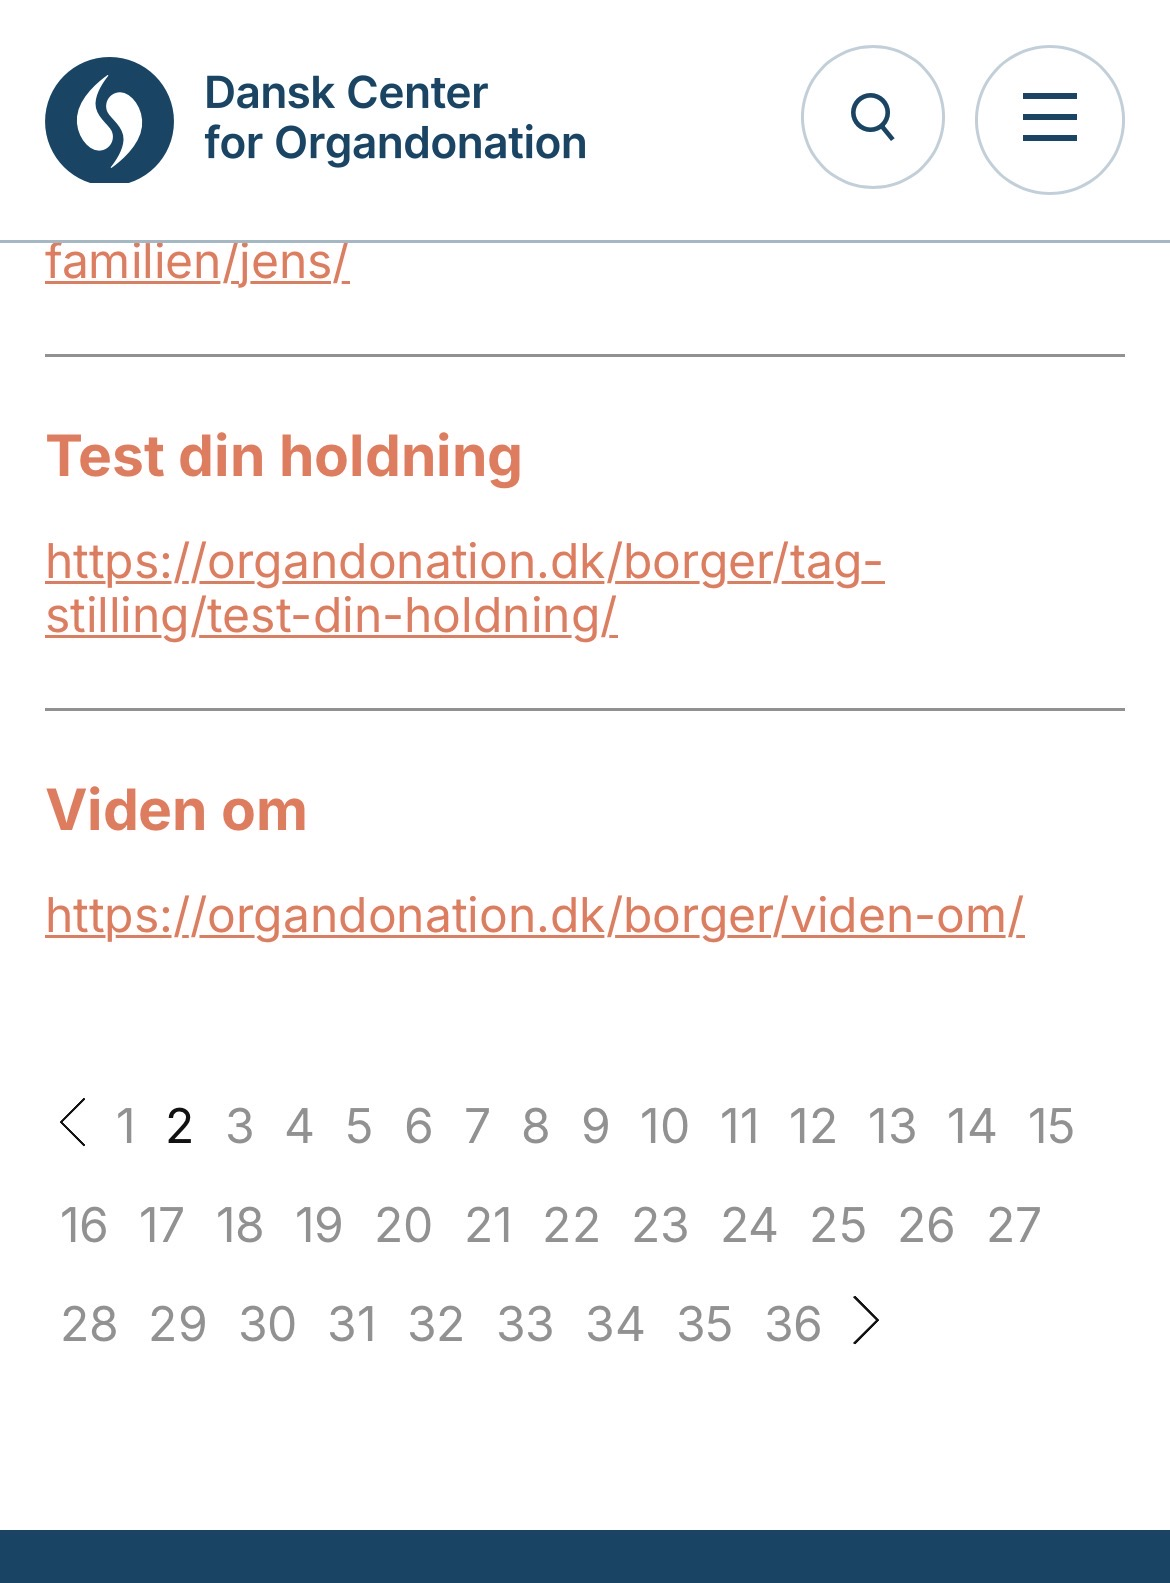 Dansk Center
for Organdonation
familien/jens/
Test din holdning
https://organdonation.dk/borger/tag-
stilling/test-din-holdning/
Viden om
https://organdonation.dk/borger/viden-om/
1 2 3 4 5 6 7 8 9 10 11 12 13 14 15
16 17 18 19 20 21 22 23 24 25 26 27
28 29 30 31 32 33 34 35 36